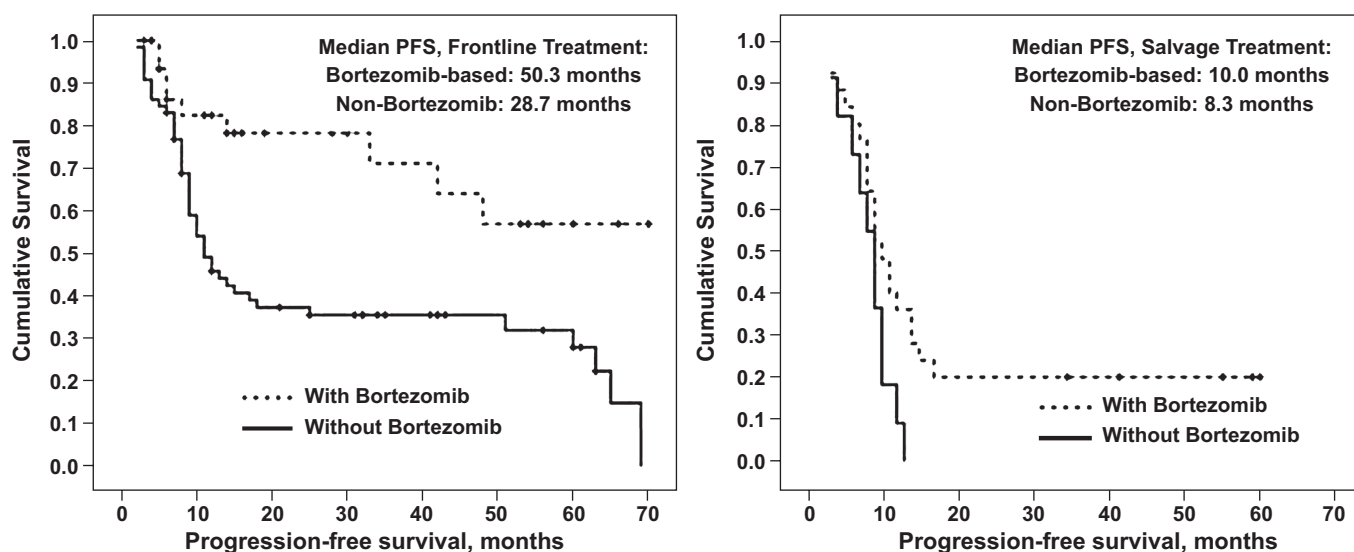 Median PFS, Frontline Treatment:
Bortezomib-based: 50.3 months
Non-Bortezomib: 28.7 months
Cumulative Survival
1.0
0.9
0.8
0.7
0.6
0.5
0.4
0.3
0.2
0.1
0.0
With Bortezomib
Without Bortezomib
0 10 20 30 40 50 60 70
Progression-free survival, months
Median PFS, Salvage Treatment:
Bortezomib-based: 10.0 months
Non-Bortezomib: 8.3 months
Cumulative Survival
1.0
0.9
0.8
0.7
0.6
0.5
0.4
0.3
0.2
0.1
0.0
With Bortezomib
Without Bortezomib
0 10 20 30 40 50 60 70
Progression-free survival, months